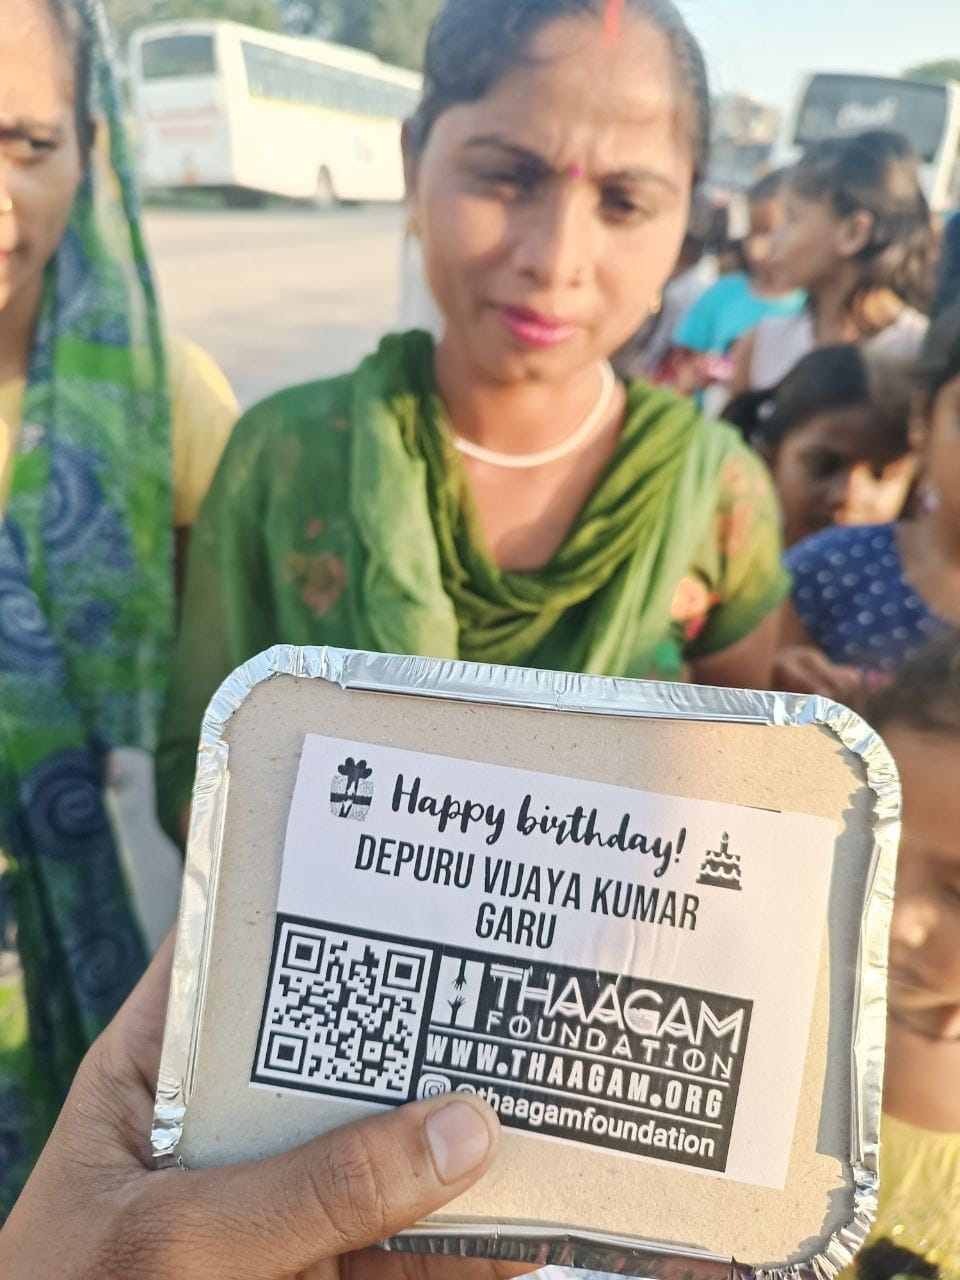 Happy birthday!
DEPURU VIJAYA KUMAR
GARU
THAAGAM
FOUNDATION
WWW.THAAGAM.ORG
@thaagamfoundation